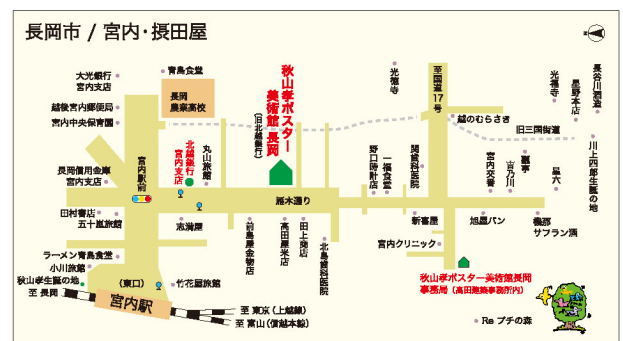 長岡市 / 宮内・摂田屋
大光銀行
宮内支店
青島食堂
越後宮内郵便局
宮内中央保育園
長岡
農業高校
長岡信用金庫
宮内支店
宮内駅前
北越銀行
宮内支店
丸山旅館
秋山孝ポスター
美術館 長岡
(旧北越銀行)
光徳寺
至国道17号
越のむらさき
旧三国街道
光福寺
星野本店
長谷川酒造
川上四郎生誕の地
野口時計店
一福食堂
関歯科医院
宮内交番
吉乃川
星六
雁木通り
田村書店
五十嵐旅館
志満屋
前島屋金物店
高田屋米店
田上商店
北島歯科医院
新喜屋
旭屋パン
機那
サフラン酒
ラーメン青島食堂
小川旅館
秋山孝生誕の地
至 長岡
(東口)
竹花屋旅館
宮内駅
至 東京(上越線)
至 富山(信越本線)
宮内クリニック
秋山孝ポスター美術館長岡
事務局(高田建築事務所内)
Re プチの森